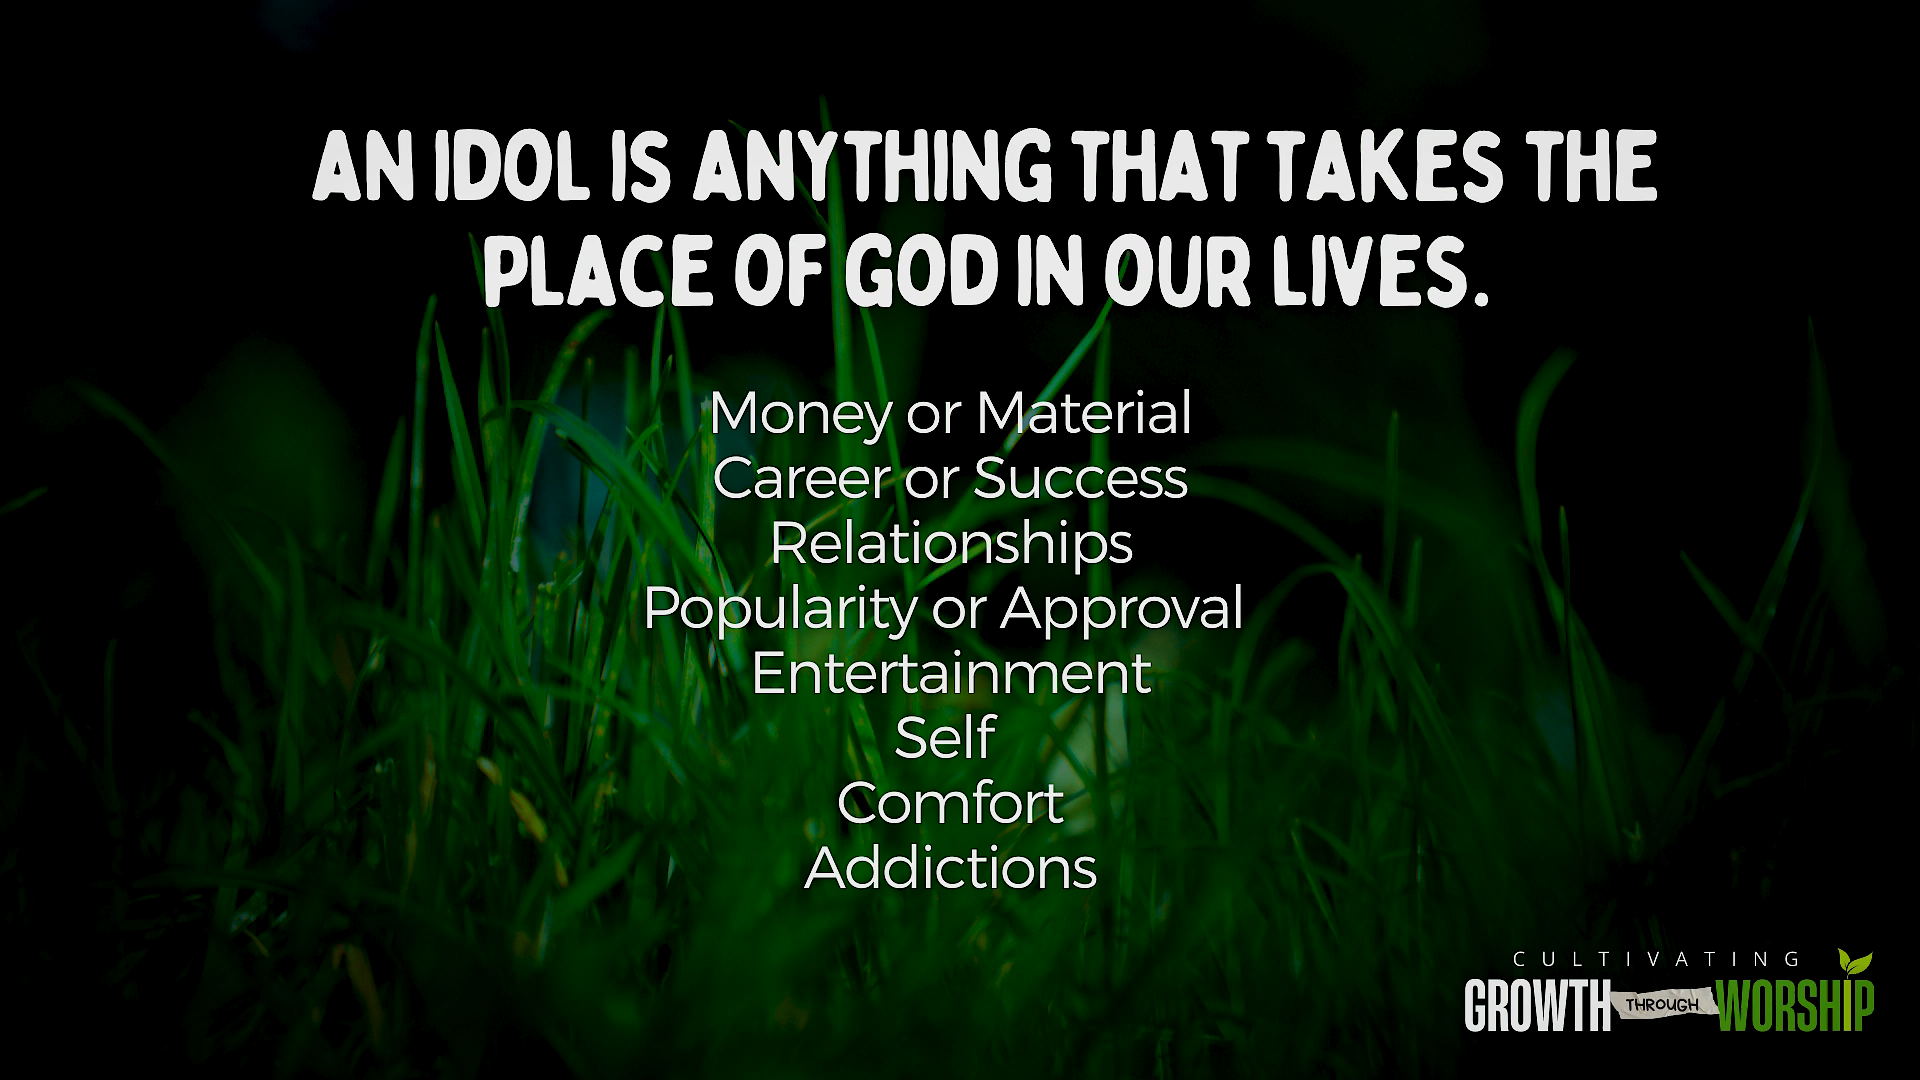 AN IDOL IS ANYTHING THAT TAKES THE
PLACE OF GOD IN OUR LIVES.
Money or Material
Career or Success
Relationships
Popularity or Approval
Entertainment
Self
Comfort
Addictions
CULTIVATING
GROWTH THROUGH WORSHIP